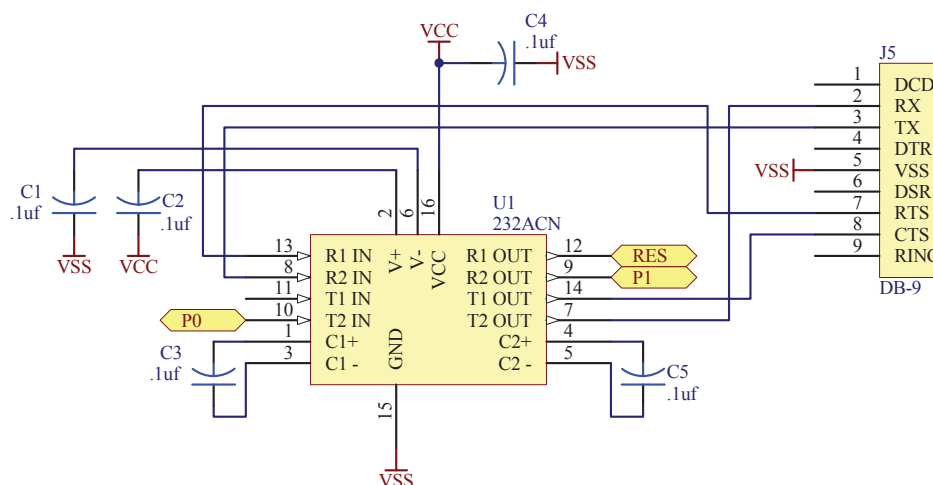 C4
.1uf
VCC
VSS
J5
1 DCD
2 RX
3 TX
4 DTR
VSS 5 VSS
6 DSR
7 RTS
8 CTS
9 RING
DB-9
C1
.1uf
C2
.1uf
VSS
VCC
2
6
16
U1
232ACN
V+
V-
VCC
13 R1 IN
8 R2 IN
11 T1 IN
P0 10 T2 IN
1 C1+
3 C1 -
GND
15
R1 OUT 12 RES
R2 OUT 9 P1
T1 OUT 14
T2 OUT 7
C2+ 4
C2 - 5
C3
.1uf
C5
.1uf
VSS